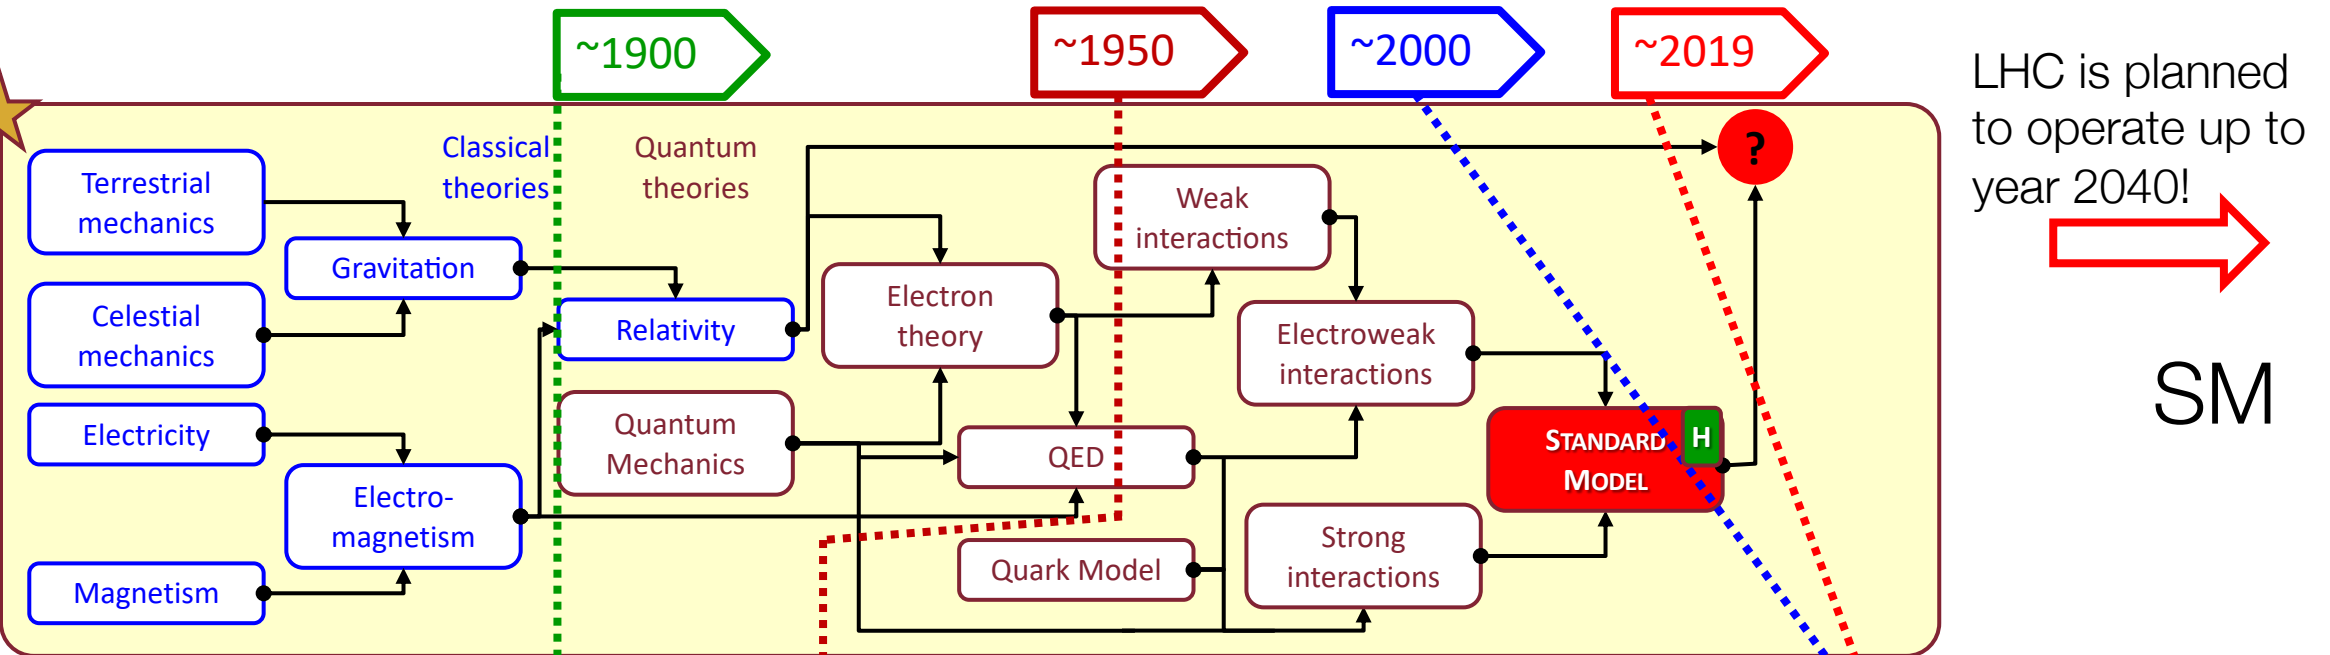 ~1900
~1950
~2000
~2019
LHC is planned
to operate up to
year 2040!
Classical
theories
Quantum
theories
?
Terrestrial
mechanics
Weak
interactions
Gravitation
Electron
theory
Celestial
mechanics
Relativity
Electroweak
interactions
SM
Electricity
Quantum
Mechanics
QED
STANDARD
MODEL
H
Electro-
magnetism
Strong
interactions
Quark Model
Magnetism